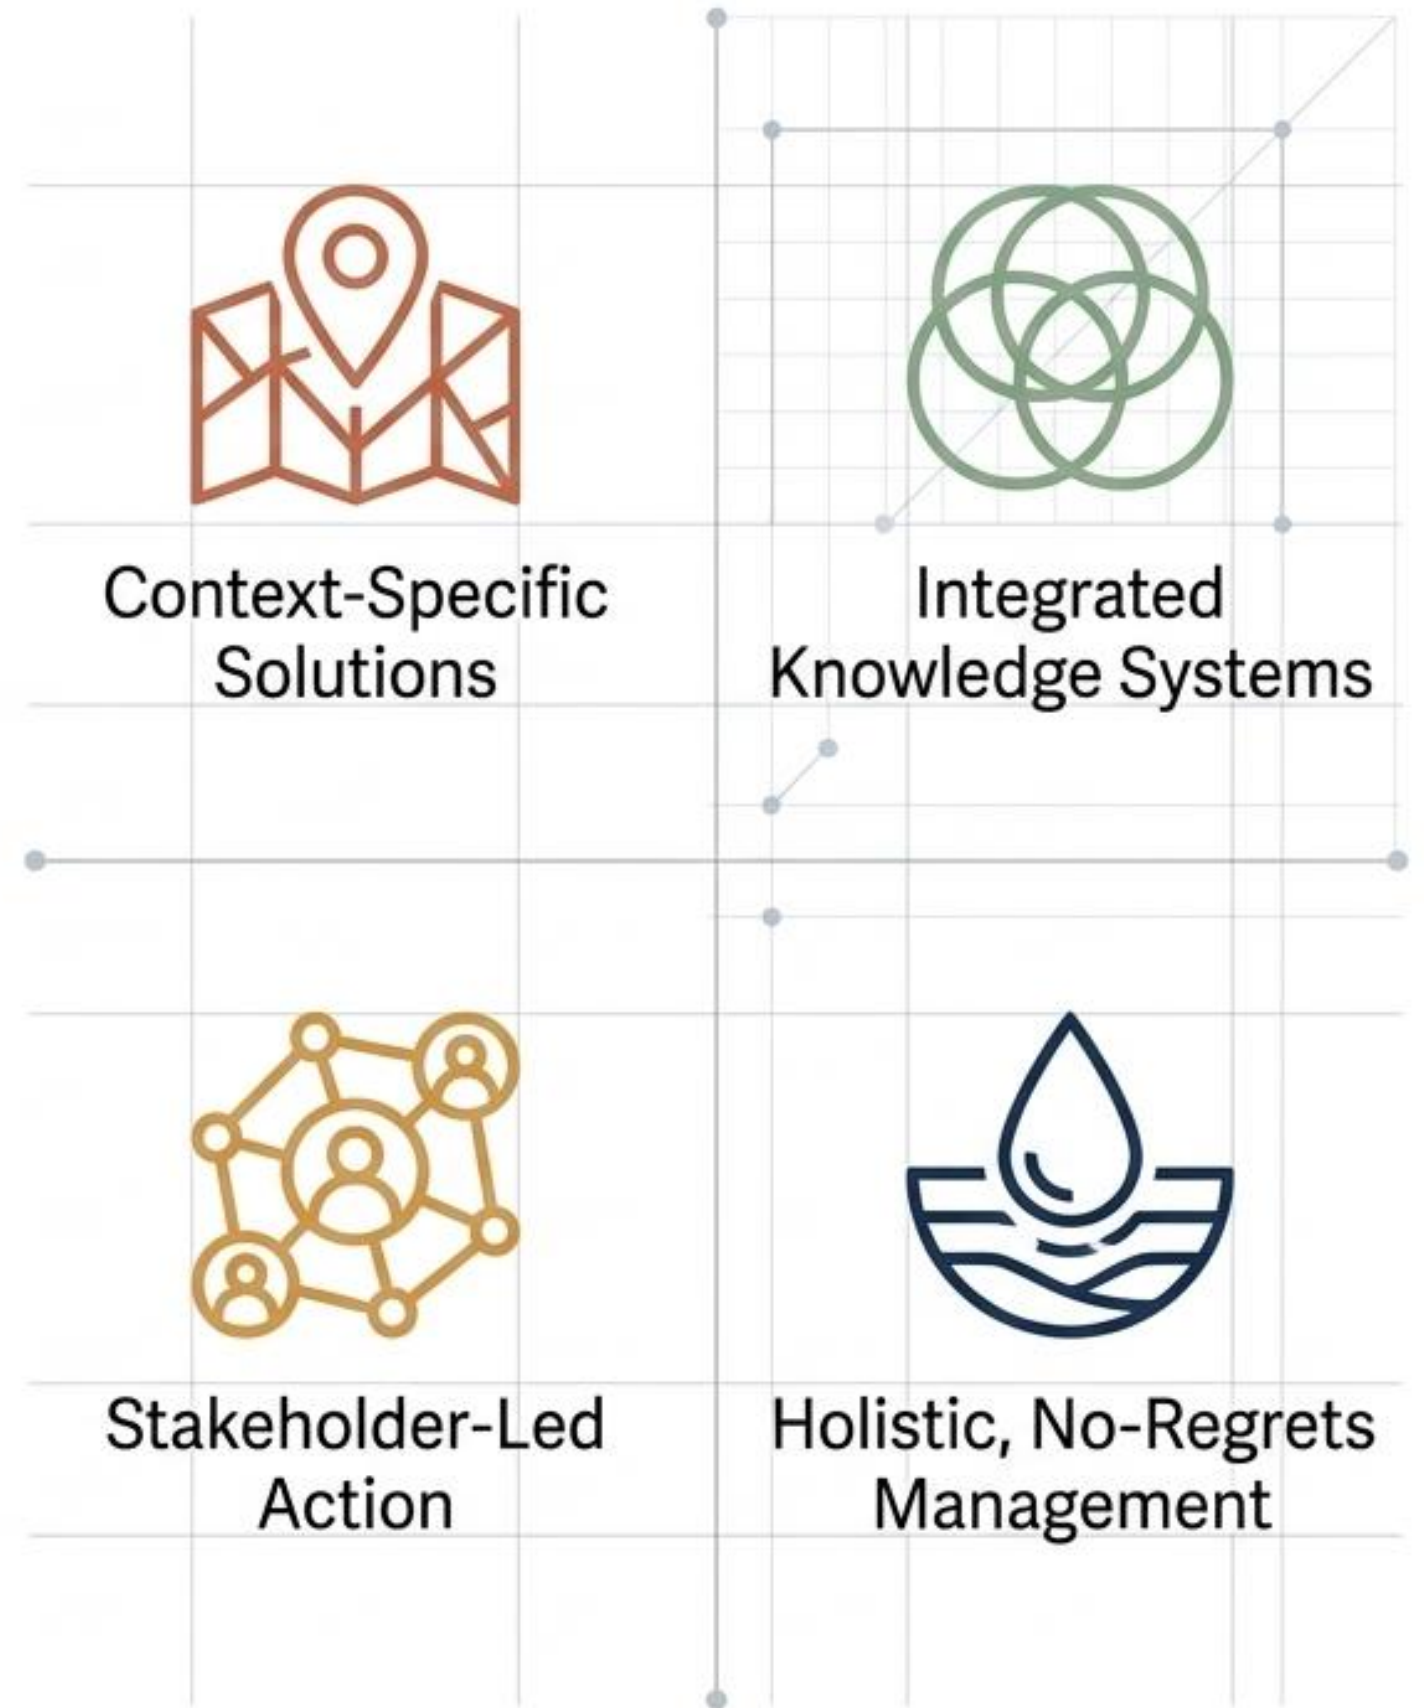 Context-Specific
Solutions
Integrated
Knowledge Systems
Stakeholder-Led
Action
Holistic, No-Regrets
Management